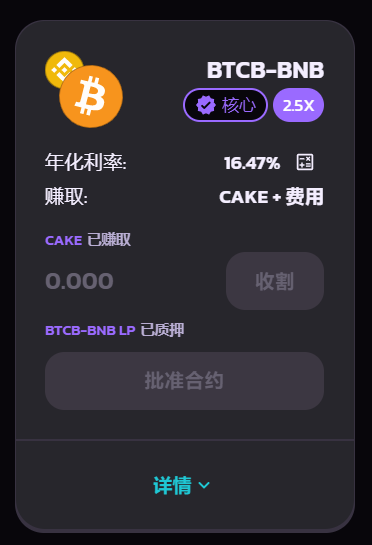 BTCB-BNB
核心 2.5X
年化利率: 16.47%
赚取: CAKE + 费用
CAKE 已赚取
0.000 收割
BTCB-BNB LP 已质押
批准合约
详情